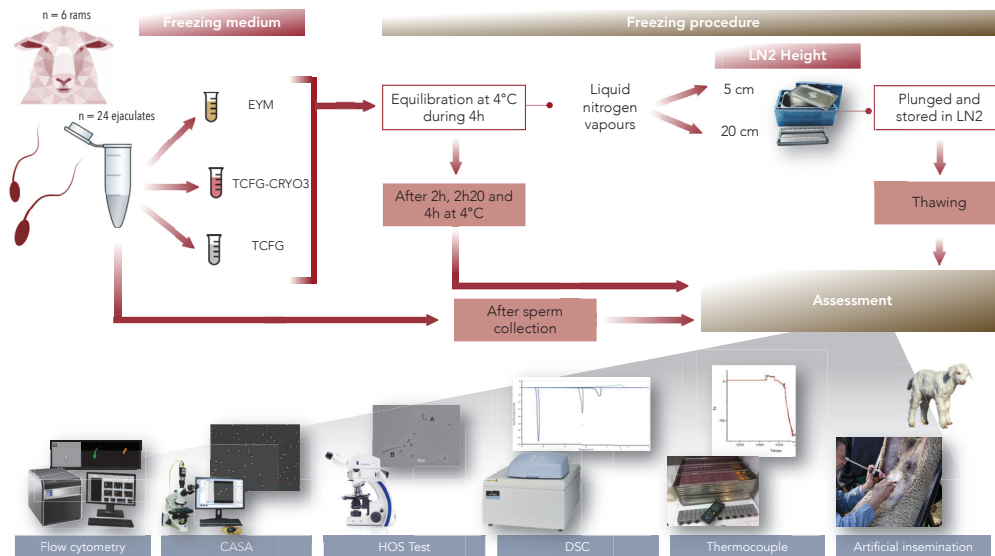 n = 6 rams
Freezing medium
Freezing procedure
LN2 Height
n = 24 ejaculates
EYM
TCFG-CRYO3
TCFG
Equilibration at 4°C
during 4h
Liquid
nitrogen
vapours
5 cm
20 cm
Plunged and
stored in LN2
After 2h, 2h20 and
4h at 4°C
Thawing
After sperm
collection
Assessment
A
B
Temps
Flow cytometry
CASA
HOS Test
DSC
Thermocouple
Artificial insemination